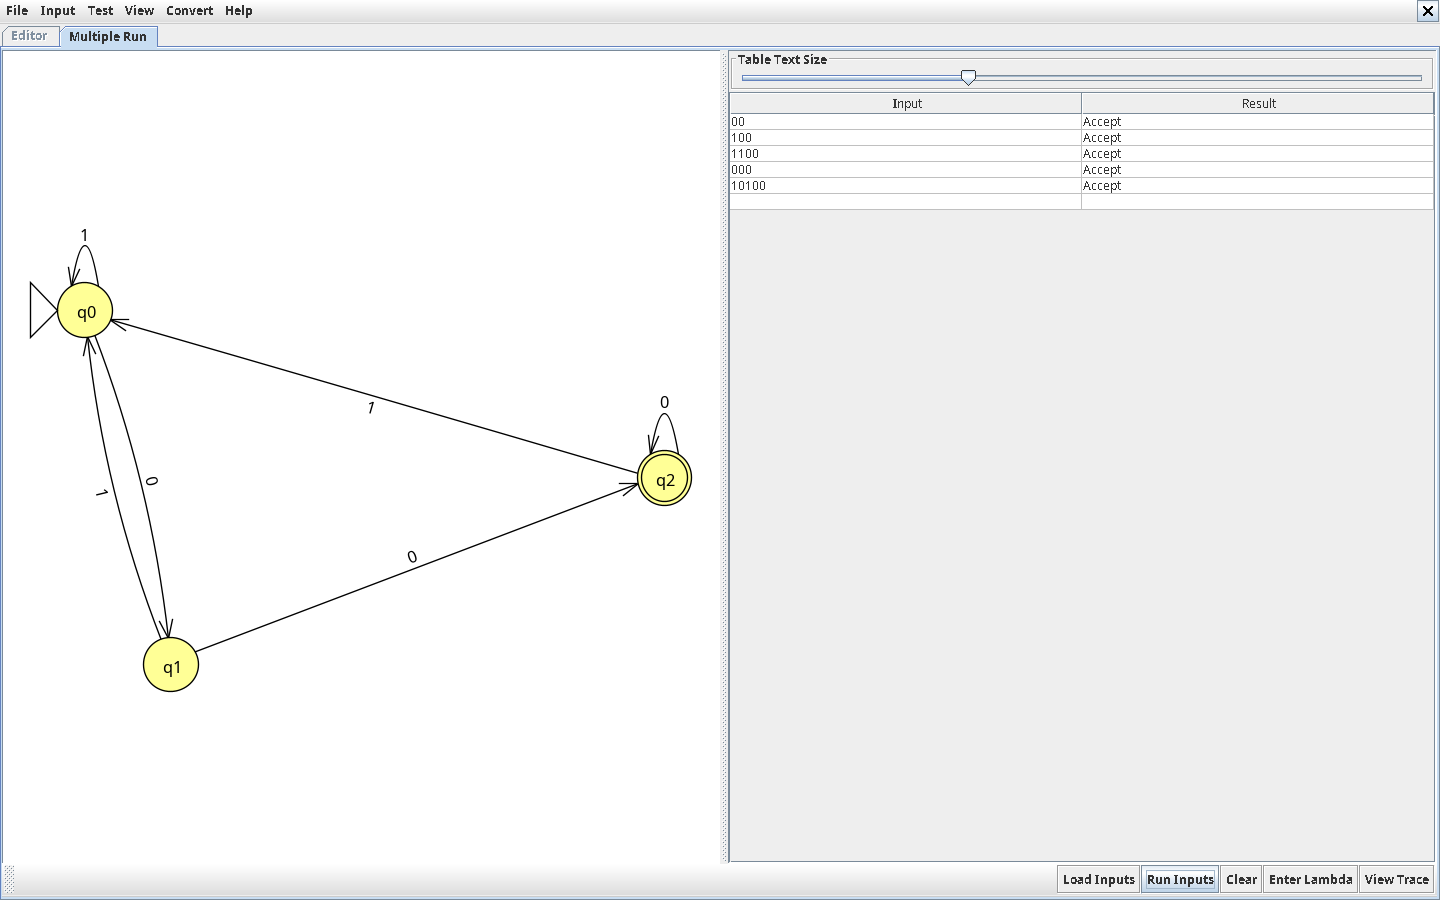 File Input Test View Convert Help
Editor Multiple Run
Table Text Size
Input Result
00 Accept
100 Accept
1100 Accept
000 Accept
10100 Accept
1
q0
1
0
q2
1
0
0
q1
Load Inputs Run Inputs Clear Enter Lambda View Trace